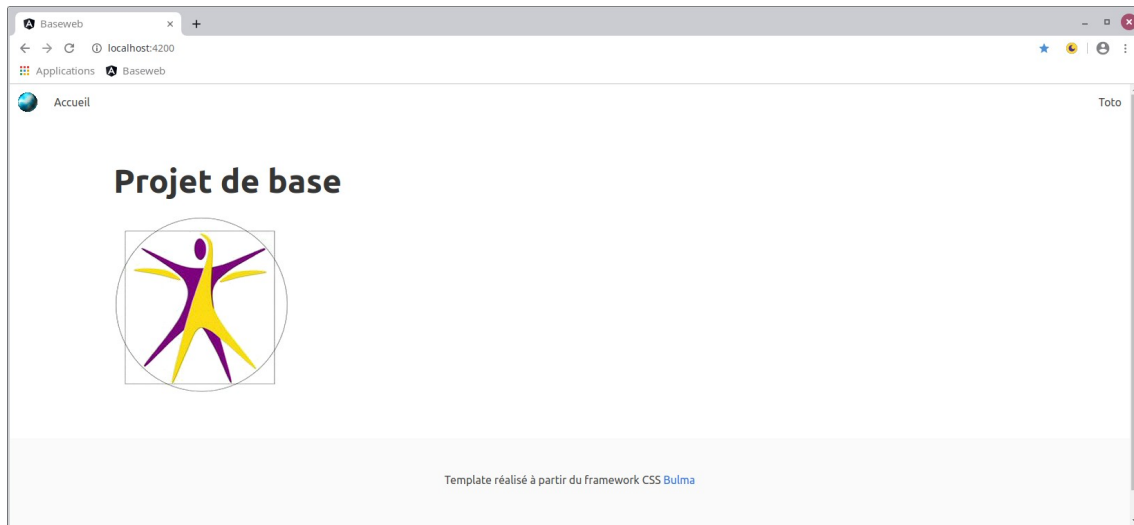 Baseweb
localhost:4200
Applications Baseweb
Accueil Toto
Projet de base
Template réalisé à partir du framework CSS Bulma